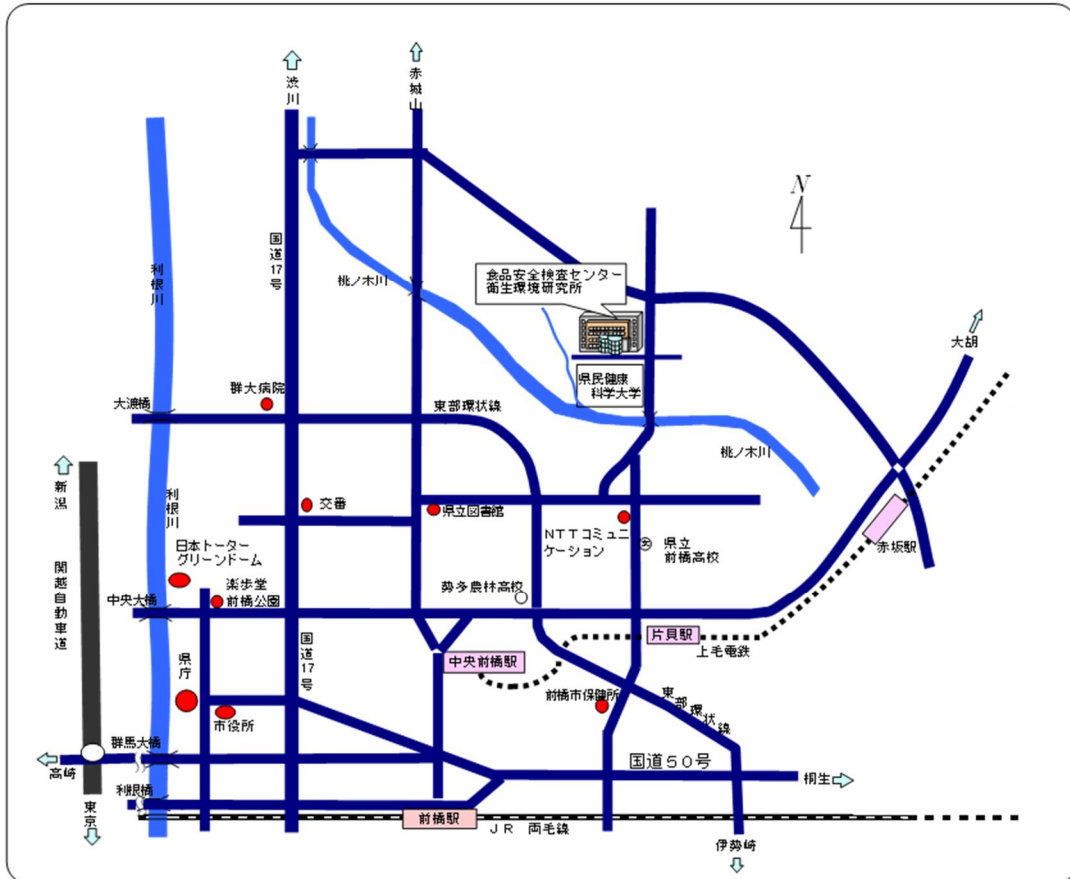 渋川
赤城山
N
国道17号
利根川
桃ノ木川
食品安全検査センター
衛生環境研究所
大胡
県民健康
科学大学
群大病院
大渡橋
東部環状線
桃ノ木川
新潟
利根川
交番
県立図書館
NTTコミュニ
ケーション
文
県立
前橋高校
赤坂駅
日本トーター
グリーンドーム
関越自動車道
楽歩堂
前橋公園
勢多農林高校
中央大橋
国道17号
片貝駅
上毛電鉄
県庁
中央前橋駅
前橋市保健所
東部環状線
市役所
群馬大橋
国道50号
高崎
桐生
利根橋
東京
前橋駅
JR 両毛線
伊勢崎